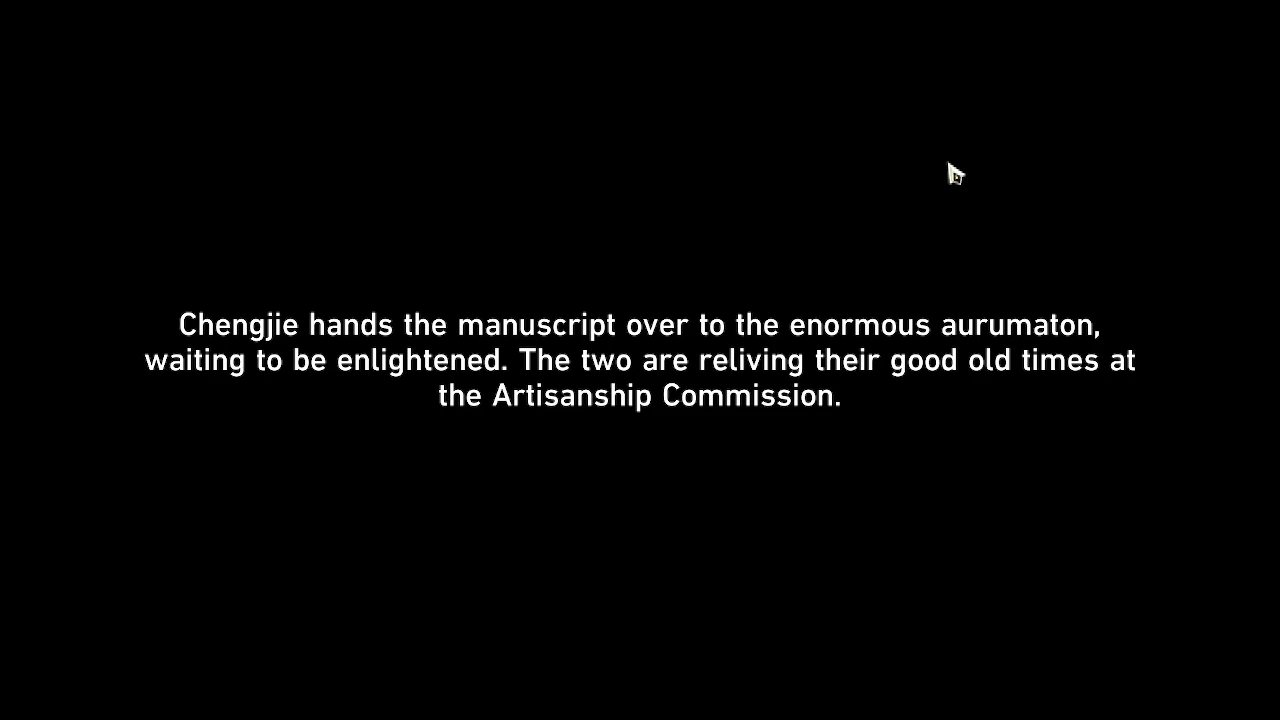 Chengjie hands the manuscript over to the enormous aurumaton,
waiting to be enlightened. The two are reliving their good old times at
the Artisanship Commission.